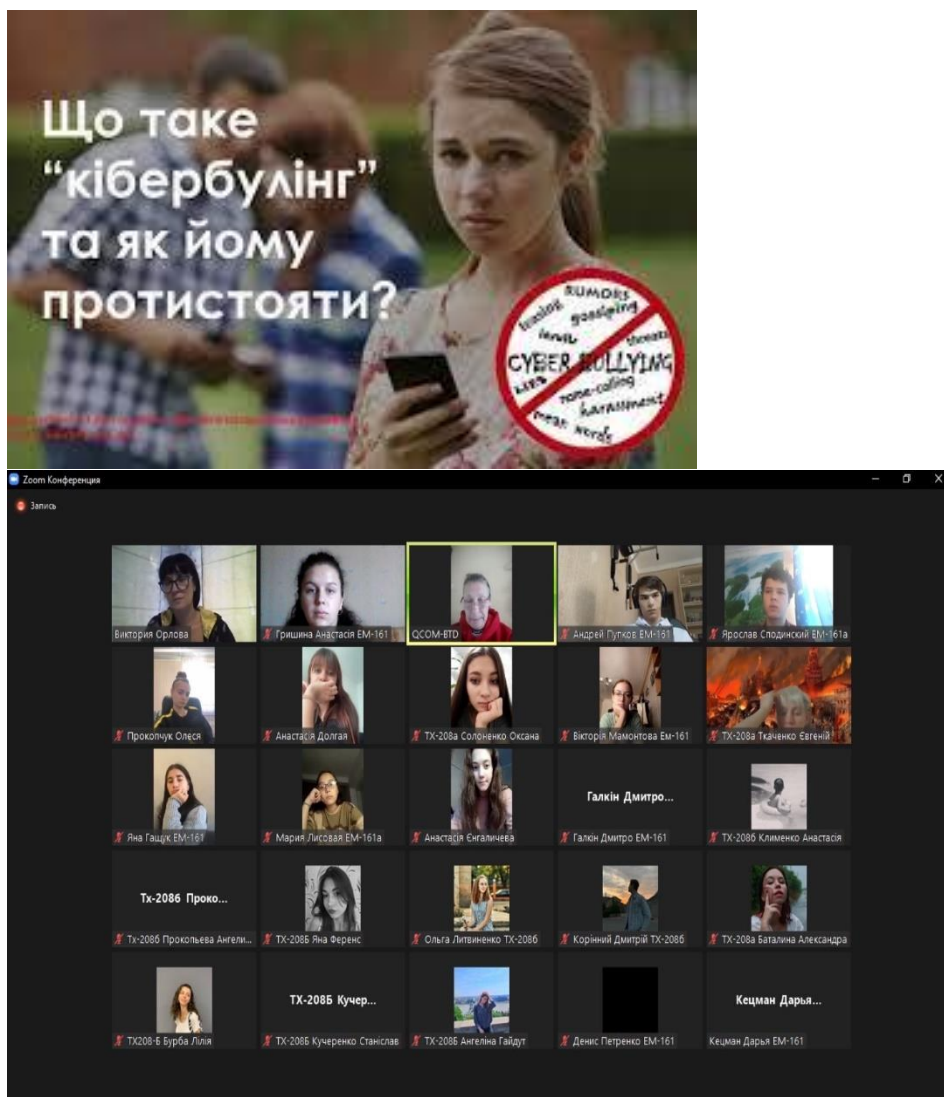 Що таке
“кібербулінг”
та як йому
протистояти?
RUMORS
gossiping
threats
CYBER BULLYING
LIES
name-calling
harassment
mean words
Zoom Конференция
Запись
Виктория Орлова
Гришина Анастасія ЕМ-161
QCOM-BTD
Андрей Пупков ЕМ-161
Ярослав Сподинский ЕМ-161а
Прокопчук Олеся
Анастасія Долгая
ТХ-208а Солоненко Оксана
Вікторія Мамонтова Ем-161
ТХ-208а Ткаченко Євгеній
Яна Гащук ЕМ-161
Мария Лисовая ЕМ-161а
Анастасія Єнгаличева
Галкін Дмитро...
Галкін Дмитро ЕМ-161
ТХ-208б Клименко Анастасія
Тх-208б Проко...
Тх-208б Прокопьева Ангели...
ТХ-208Б Яна Ференс
Ольга Литвиненко ТХ-208б
Корінний Дмитрій ТХ-208б
ТХ-208а Баталина Александра
ТХ208-Б Бурба Лілія
ТХ-208Б Кучер...
ТХ-208Б Кучеренко Станіслав
ТХ-208Б Ангеліна Гайдут
Денис Петренко ЕМ-161
Кецман Дарья...
Кецман Дарья ЕМ-161